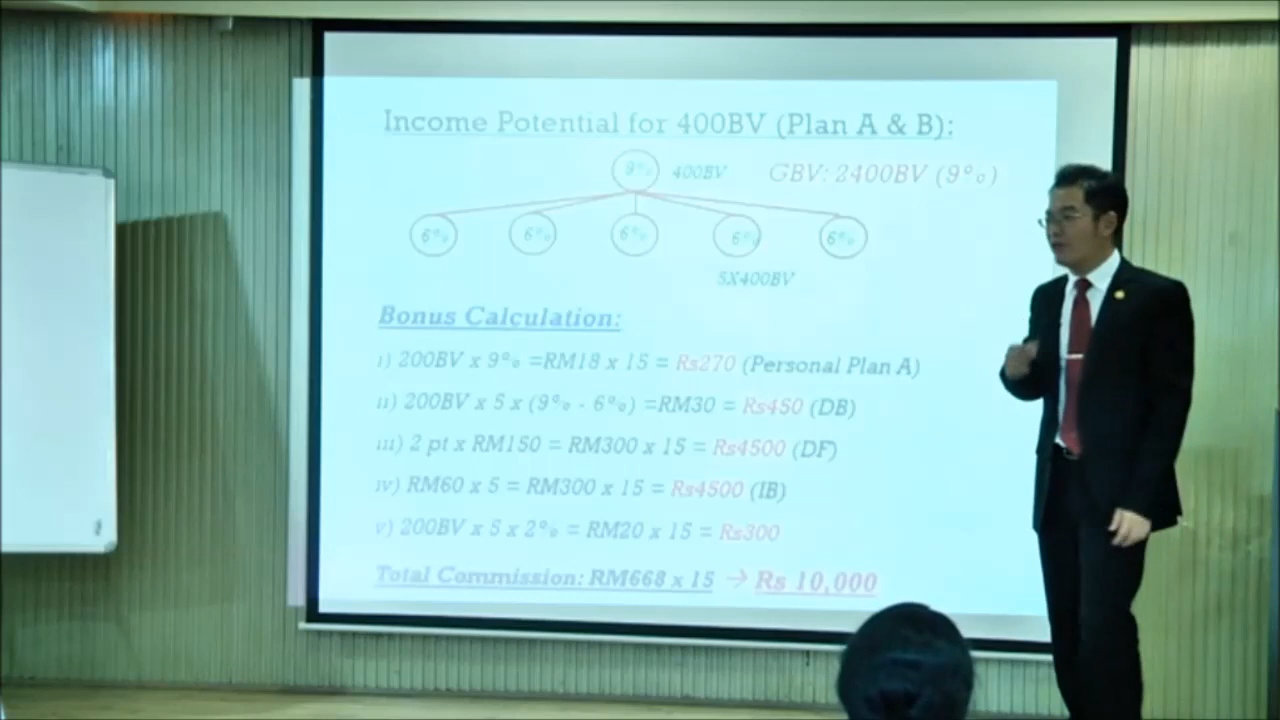 Income Potential for 400BV (Plan A & B):
9% 400BV GBV: 2400BV (9%)
6% 6% 6% 6% 6%
5X400BV
Bonus Calculation:
i) 200BV x 9% =RM18 x 15 = Rs270 (Personal Plan A)
ii) 200BV x 5 x (9% - 6%) =RM30 = Rs450 (DB)
iii) 2 pt x RM150 = RM300 x 15 = Rs4500 (DF)
iv) RM60 x 5 = RM300 x 15 = Rs4500 (IB)
v) 200BV x 5 x 2% = RM20 x 15 = Rs300
Total Commission: RM668 x 15 → Rs 10,000